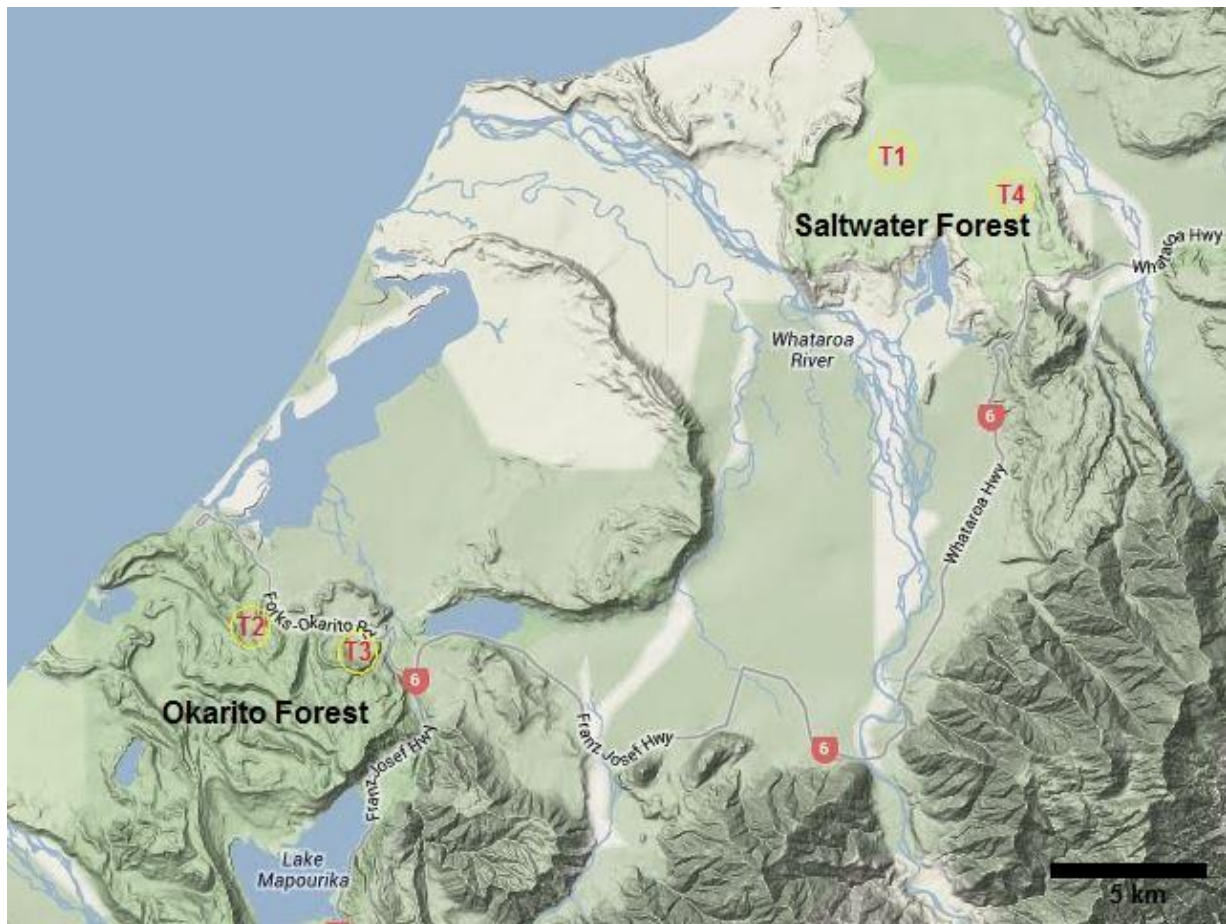 T1
T4
Saltwater Forest
Whataroa Hwy
Whataroa
River
6
Whataroa Hwy
T2
Forks-Okarito Rd
T3
6
Okarito Forest
Franz Josef Hwy
Franz Josef Hwy
6
Lake
Mapourika
5 km